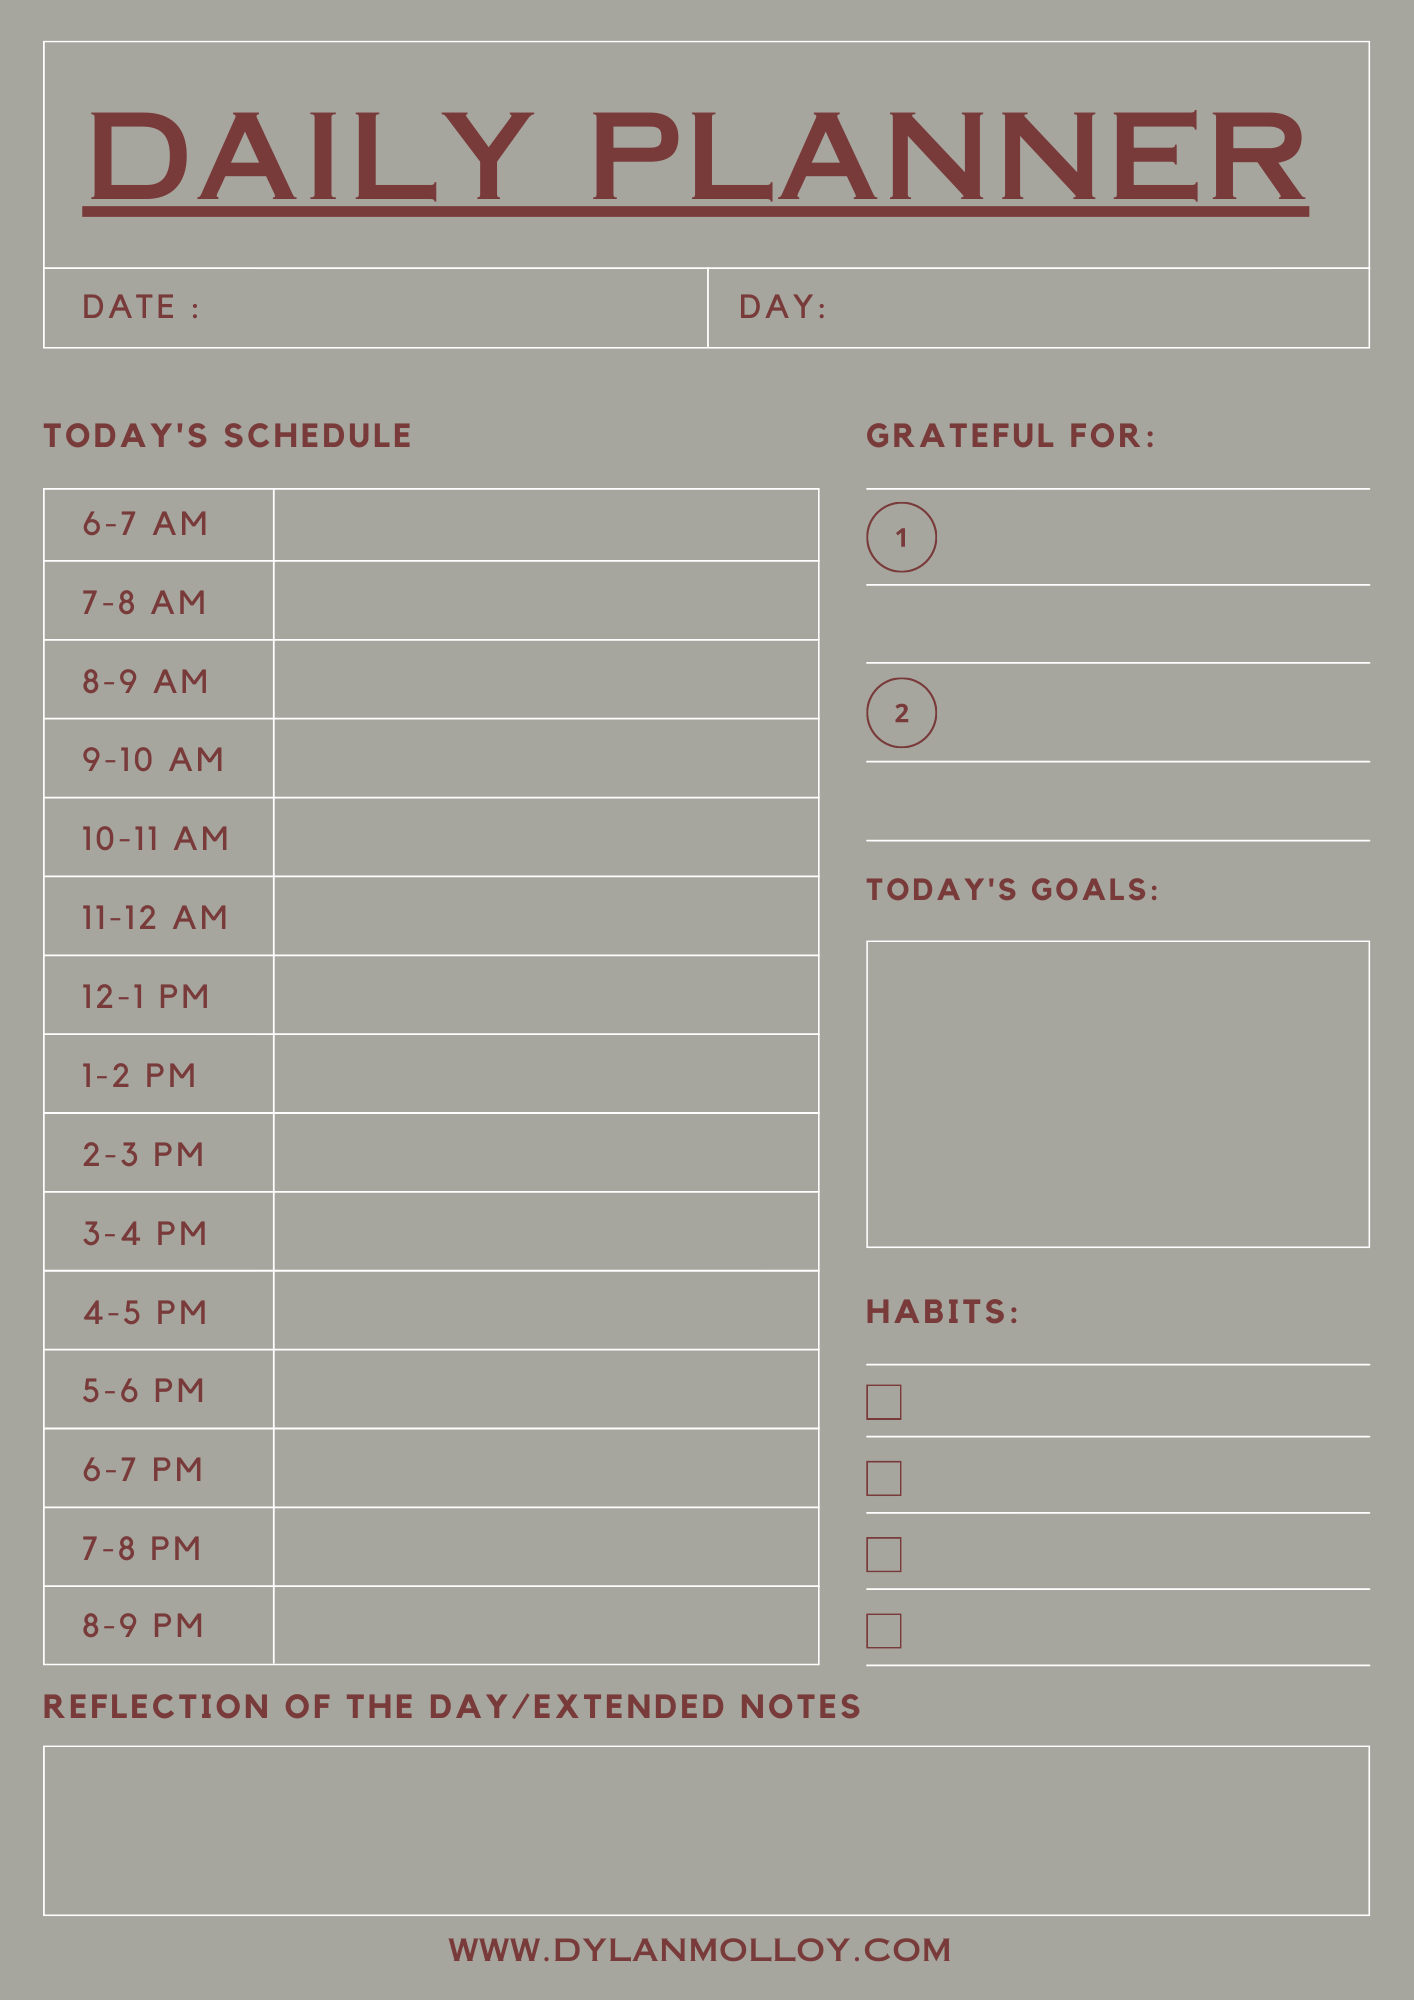 DAILY PLANNER
DATE :
DAY:
TODAY'S SCHEDULE
6-7 AM
7-8 AM
8-9 AM
9-10 AM
10-11 AM
11-12 AM
12-1 PM
1-2 PM
2-3 PM
3-4 PM
4-5 PM
5-6 PM
6-7 PM
7-8 PM
8-9 PM
GRATEFUL FOR:
1
2
TODAY'S GOALS:
HABITS:
REFLECTION OF THE DAY/EXTENDED NOTES
WWW.DYLANMOLLOY.COM